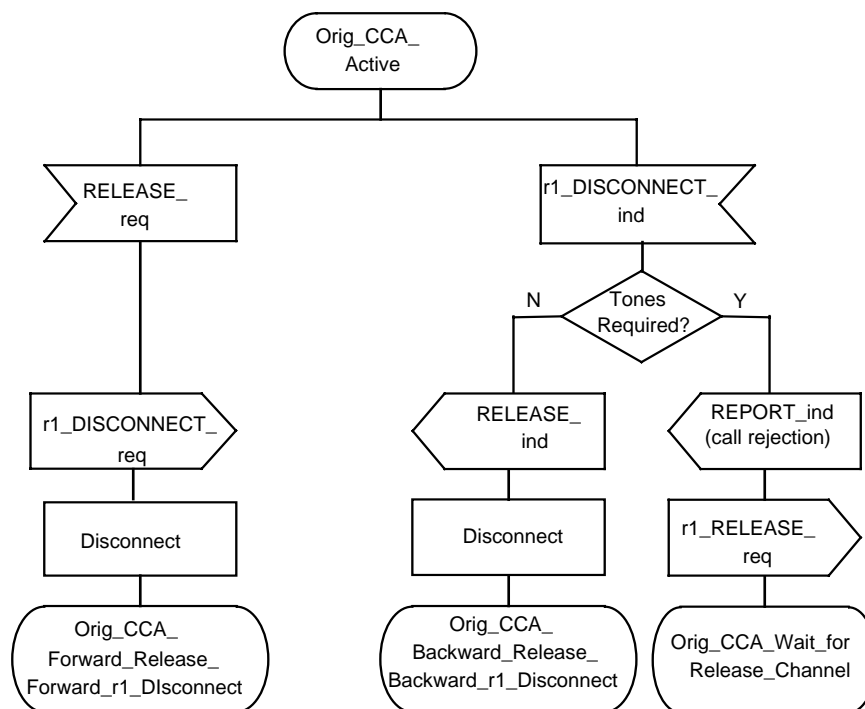 Orig_CCA_
Active
RELEASE_
req
r1_DISCONNECT_
ind
N
Tones
Required?
Y
r1_DISCONNECT_
req
RELEASE_
ind
REPORT_ind
(call rejection)
Disconnect
Disconnect
r1_RELEASE_
req
Orig_CCA_
Forward_Release_
Forward_r1_DIsconnect
Orig_CCA_
Backward_Release_
Backward_r1_Disconnect
Orig_CCA_Wait_for
Release_Channel